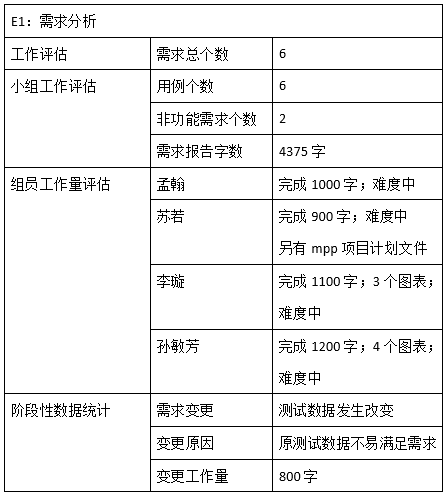 E1：需求分析
工作评估 需求总个数 6
小组工作评估 用例个数 6
非功能需求个数 2
需求报告字数 4375 字
组员工作量评估 孟翰 完成 1000 字；难度中
苏若 完成 900 字；难度中
另有 mpp 项目计划文件
李璇 完成 1100 字；3 个图表；
难度中
孙敏芳 完成 1200 字；4 个图表；
难度中
阶段性数据统计 需求变更 测试数据发生改变
变更原因 原测试数据不易满足需求
变更工作量 800 字